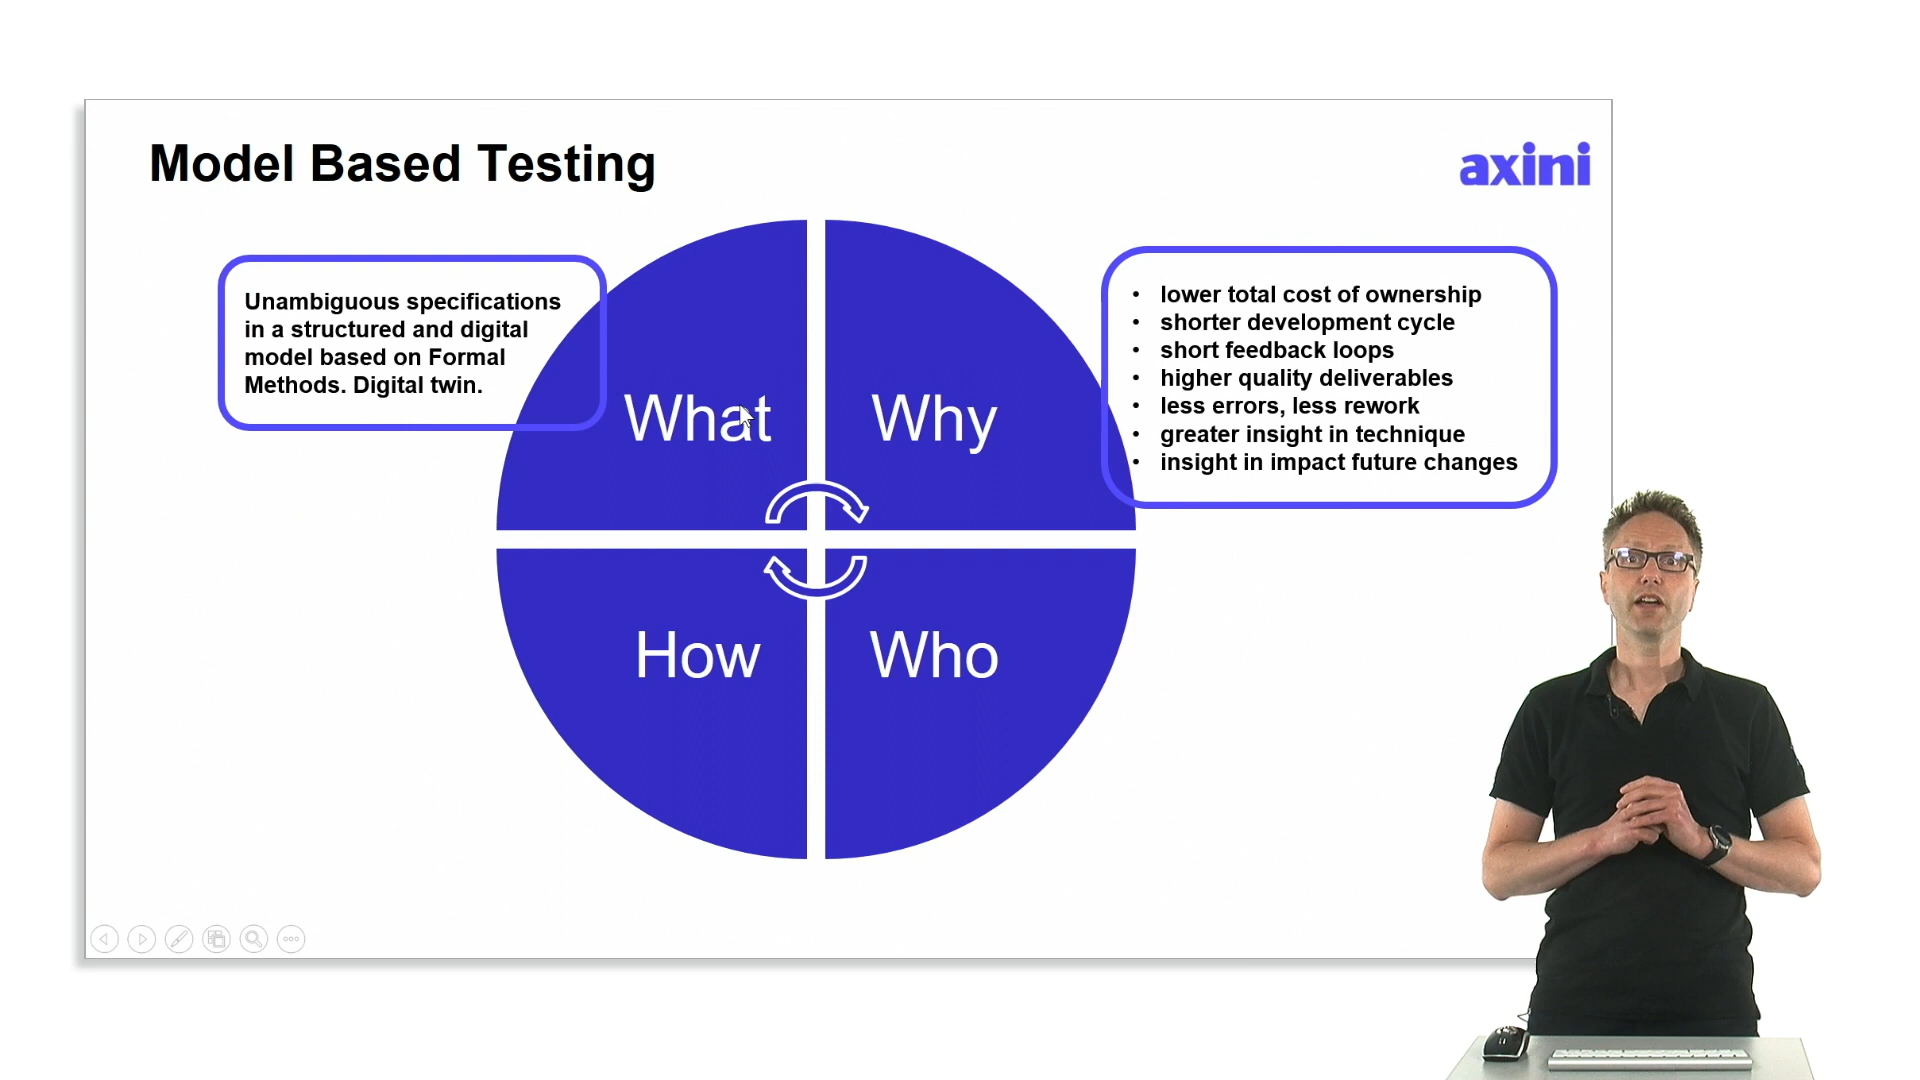 Model Based Testing
axini
Unambiguous specifications
in a structured and digital
model based on Formal
Methods. Digital twin.
What
Why
• lower total cost of ownership
• shorter development cycle
• short feedback loops
• higher quality deliverables
• less errors, less rework
• greater insight in technique
• insight in impact future changes
How
Who